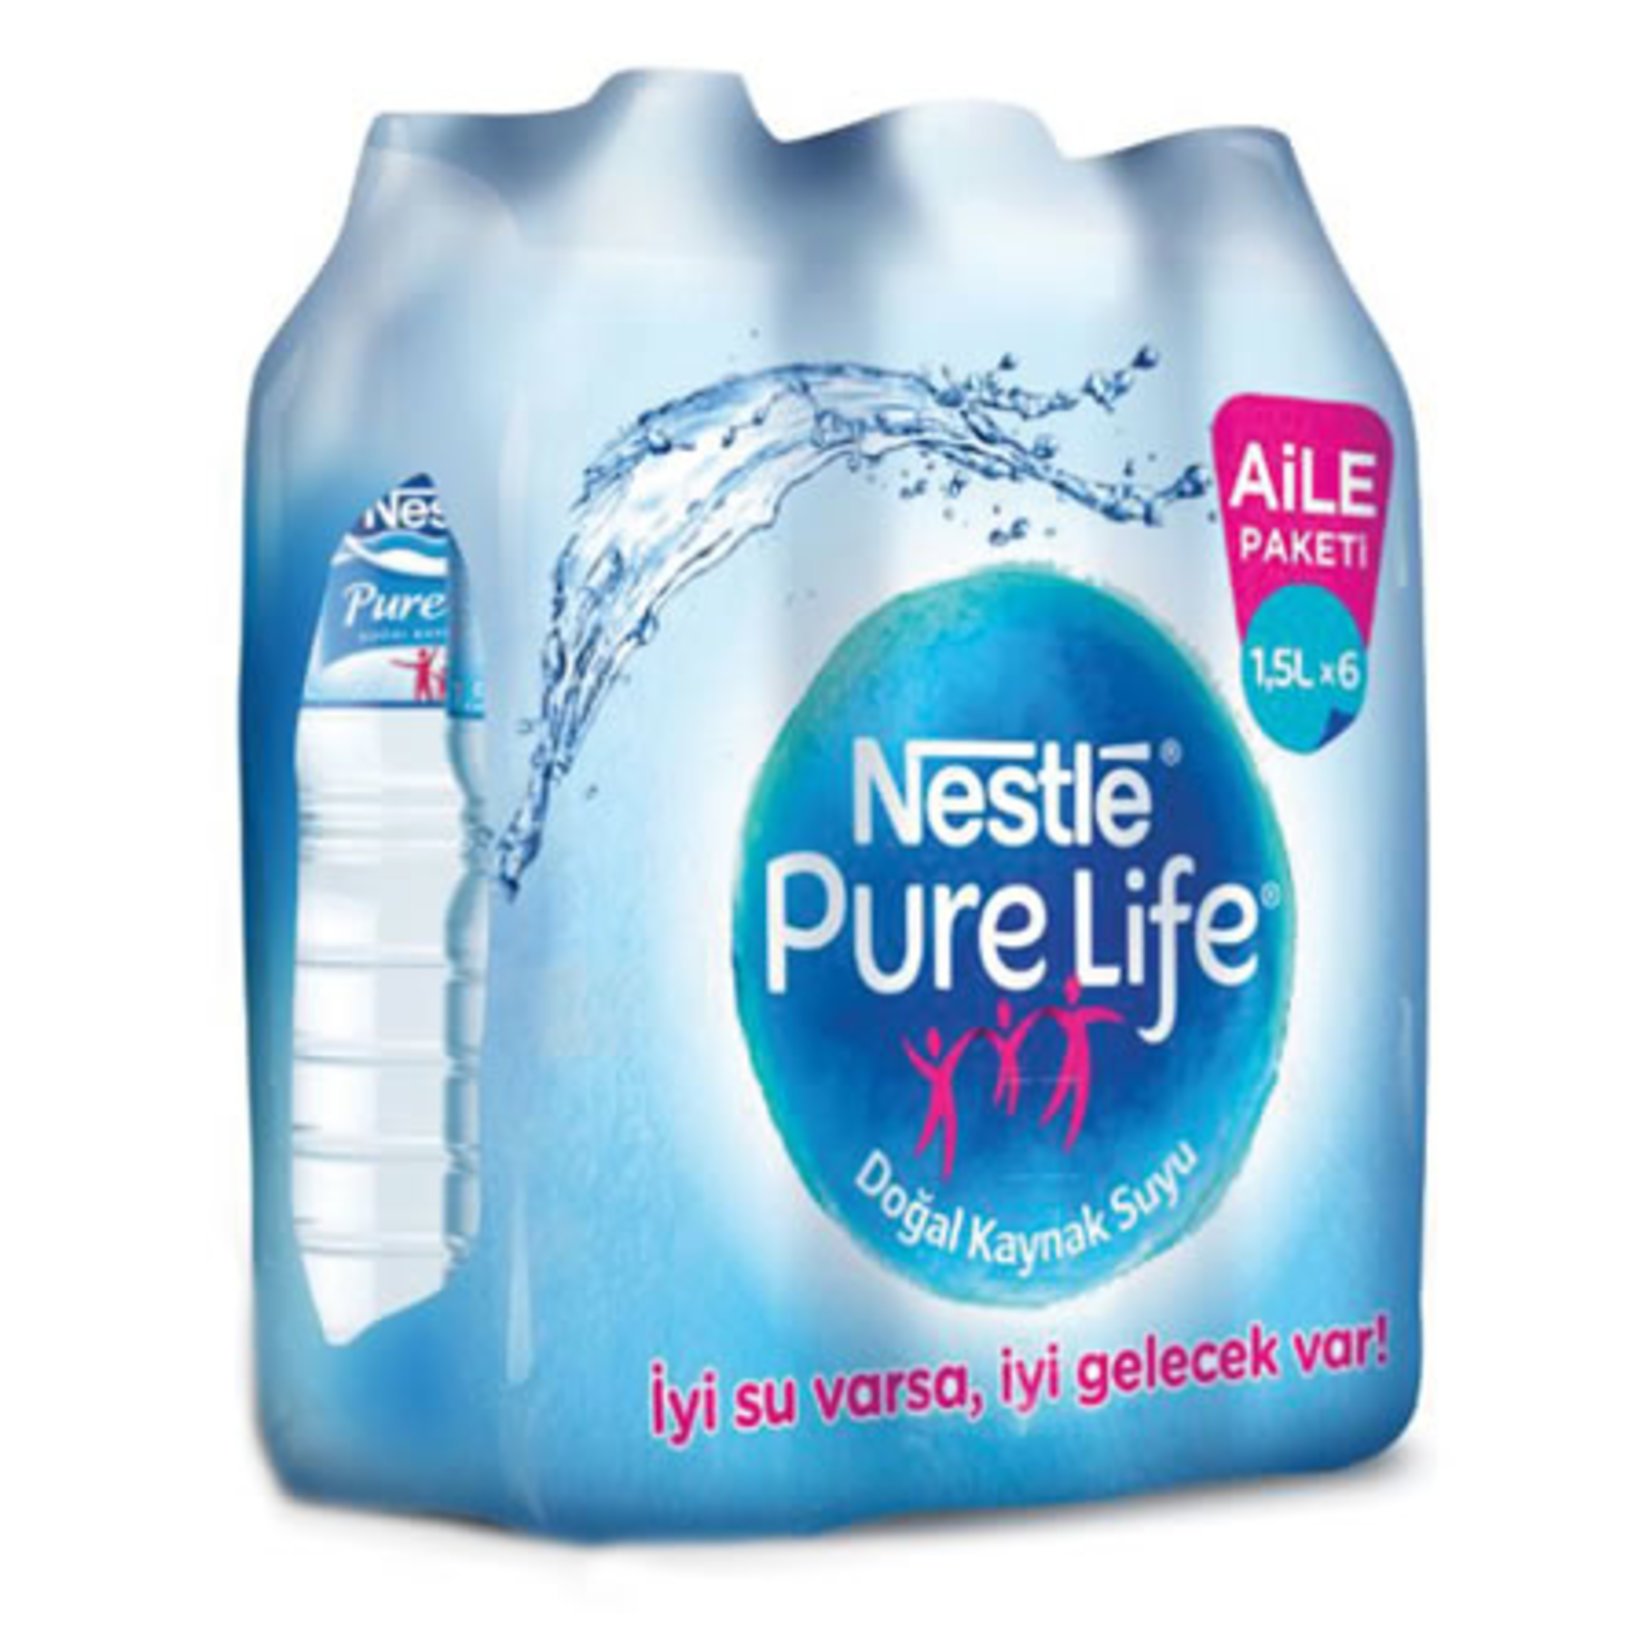 AiLE
PAKETİ
1,5L x6
Nestlé®
Pure Life®
Doğal Kaynak Suyu
İyi su varsa, iyi gelecek var!
Nes
Pure